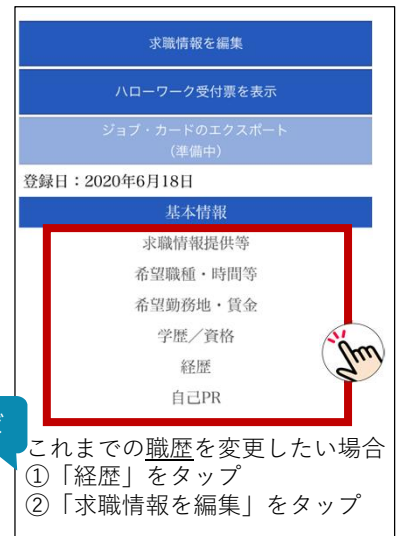 求職情報を編集
ハローワーク受付票を表示
ジョブ・カードのエクスポート
（準備中）
登録日：2020年6月18日
基本情報
求職情報提供等
希望職種・時間等
希望勤務地・賃金
学歴／資格
経歴
自己PR
これまでの職歴を変更したい場合
①「経歴」をタップ
②「求職情報を編集」をタップ